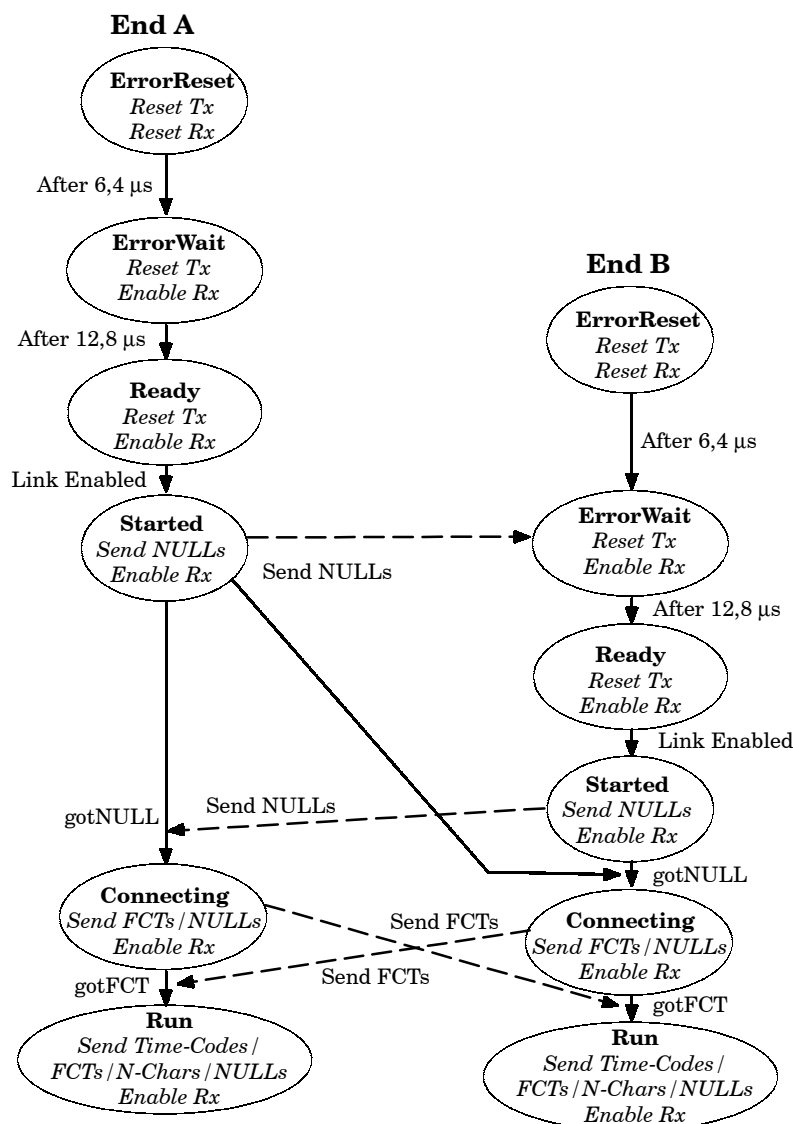 End A
ErrorReset
Reset Tx
Reset Rx
After 6,4 µs
ErrorWait
Reset Tx
Enable Rx
After 12,8 µs
Ready
Reset Tx
Enable Rx
Link Enabled
Started
Send NULLs
Enable Rx
Send NULLs
End B
ErrorReset
Reset Tx
Reset Rx
After 6,4 µs
ErrorWait
Reset Tx
Enable Rx
After 12,8 µs
Ready
Reset Tx
Enable Rx
Link Enabled
Started
Send NULLs
Enable Rx
Send NULLs
gotNULL
gotNULL
Connecting
Send FCTs/NULLs
Enable Rx
Send FCTs
Send FCTs
Connecting
Send FCTs/NULLs
Enable Rx
gotFCT
gotFCT
Run
Send Time-Codes/
FCTs/N-Chars/NULLs
Enable Rx
Run
Send Time-Codes/
FCTs/N-Chars/NULLs
Enable Rx